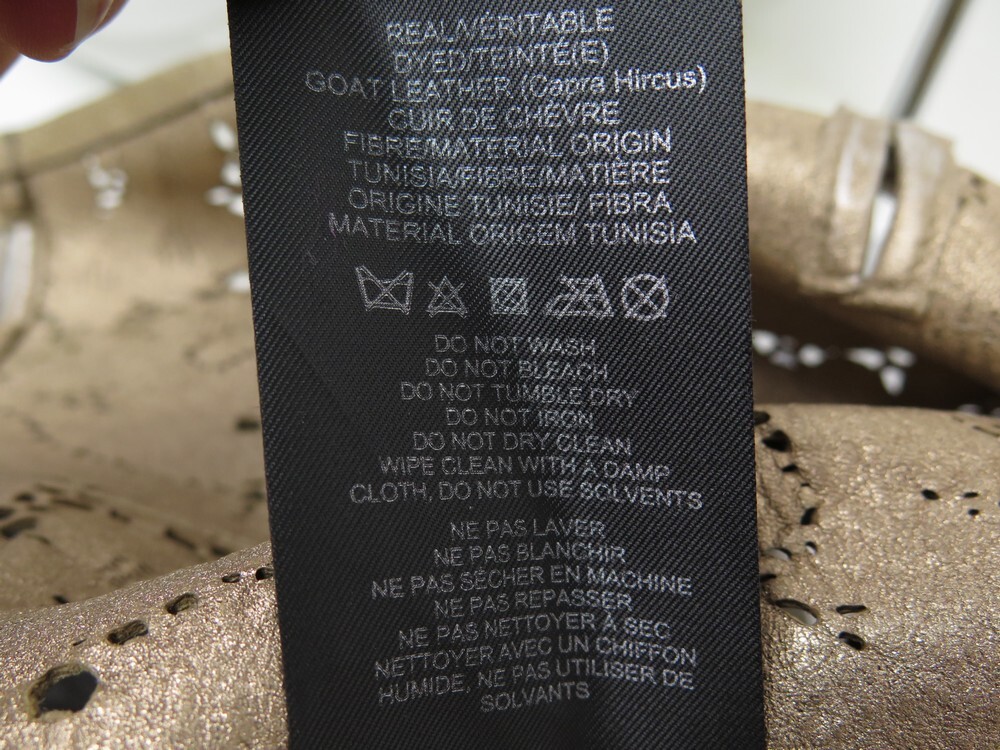 REAL/VÉRITABLE
DYED/TEINTÉ(E)
GOAT LEATHER (Capra Hircus)
CUIR DE CHÈVRE
FIBRE/MATERIAL ORIGIN
TUNISIA/FIBRE/MATIÈRE
ORIGINE TUNISIE/ FIBRA
MATERIAL ORIGEM TUNISIA
DO NOT WASH
DO NOT BLEACH
DO NOT TUMBLE DRY
DO NOT IRON
DO NOT DRY CLEAN
WIPE CLEAN WITH A DAMP
CLOTH, DO NOT USE SOLVENTS
NE PAS LAVER
NE PAS BLANCHIR
NE PAS SÉCHER EN MACHINE
NE PAS REPASSER
NE PAS NETTOYER À SEC
NETTOYER AVEC UN CHIFFON
HUMIDE, NE PAS UTILISER DE
SOLVANTS